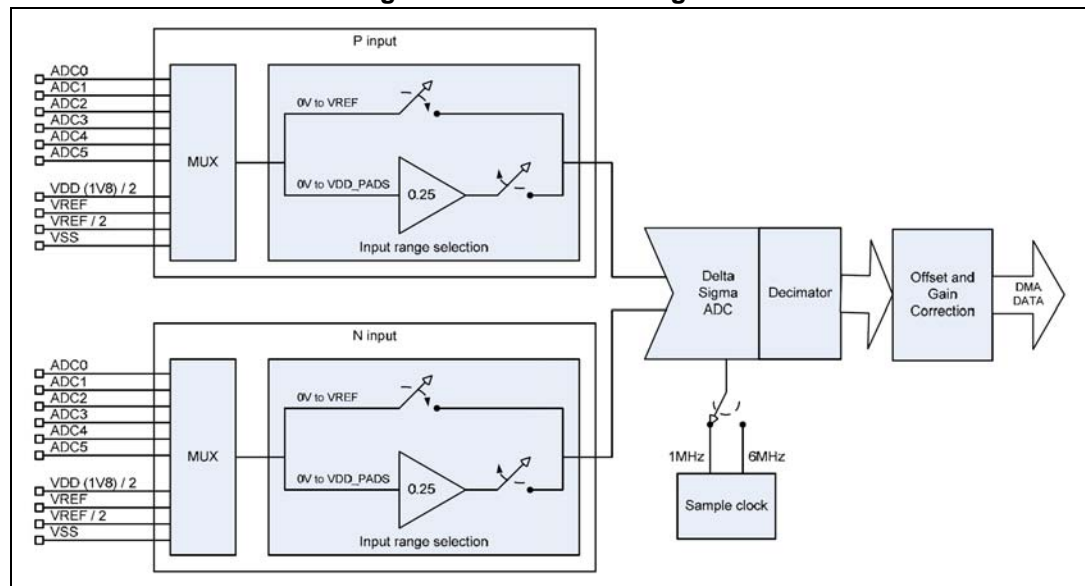 P input
ADC0
ADC1
ADC2
ADC3
ADC4
ADC5
VDD (1V8) / 2
VREF
VREF / 2
VSS
MUX
0V to VREF
0V to VDD_PADS
0.25
Input range selection
N input
ADC0
ADC1
ADC2
ADC3
ADC4
ADC5
VDD (1V8) / 2
VREF
VREF / 2
VSS
MUX
0V to VREF
0V to VDD_PADS
0.25
Input range selection
Delta
Sigma
ADC
Decimator
Offset and
Gain
Correction
DMA
DATA
1MHz
6MHz
Sample clock